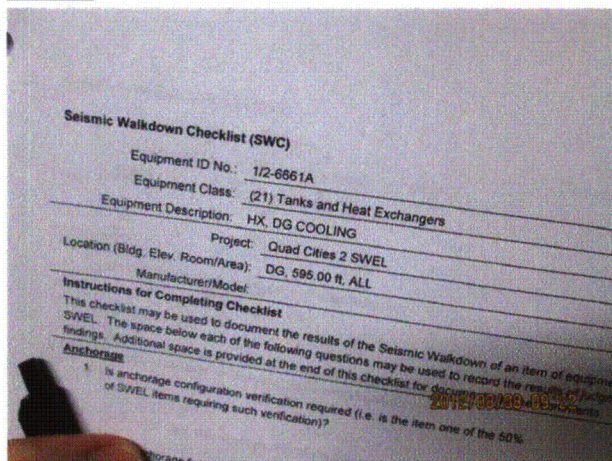 Seismic Walkdown Checklist (SWC)
Equipment ID No.: 1/2-6661A
Equipment Class: (21) Tanks and Heat Exchangers
Equipment Description: HX, DG COOLING
Project: Quad Cities 2 SWEL
Location (Bldg. Elev. Room/Area): DG, 595.00 ft, ALL
Manufacturer/Model:
Instructions for Completing Checklist
This checklist may be used to document the results of the Seismic Walkdown of an item of
SWEL. The space below each of the following questions may be used to record the results of
findings. Additional space is provided at the end of this checklist for
Anchorage
1. Is anchorage configuration verification required (i.e. is the item one of the 50%
of SWEL items requiring such verification)?